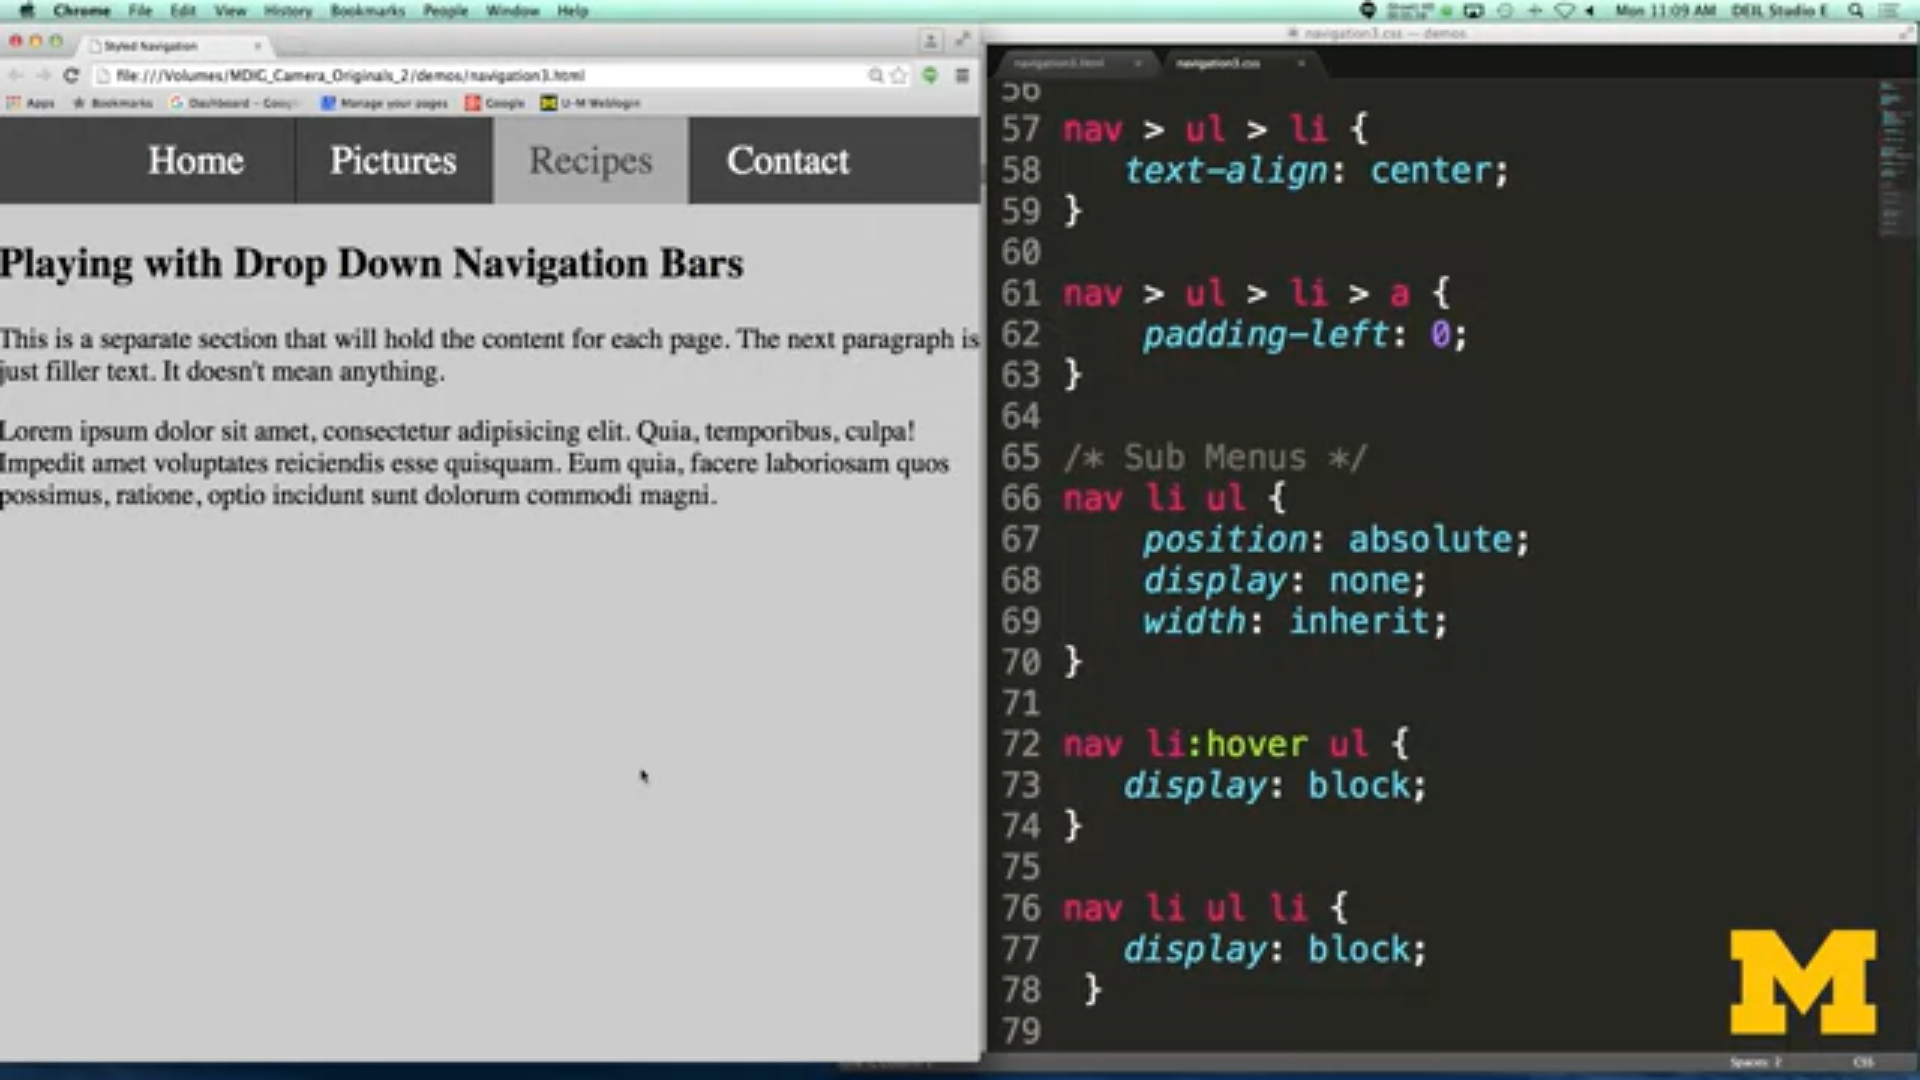 Chrome File Edit View History Bookmarks People Window Help
Mon 11:09 AM DEIL Studio E
Styled Navigation
file:///Volumes/MDIG_Camera_Originals_2/demos/navigation3.html
Apps Bookmarks Dashboard - Manage your pages Google U-M Weblogin
Home Pictures Recipes Contact
Playing with Drop Down Navigation Bars
This is a separate section that will hold the content for each page. The next paragraph is
just filler text. It doesn't mean anything.
Lorem ipsum dolor sit amet, consectetur adipisicing elit. Quia, temporibus, culpa!
Impedit amet voluptates reiciendis esse quisquam. Eum quia, facere laboriosam quos
possimus, ratione, optio incidunt sunt dolorum commodi magni.
navigation3.css — demos
navigation3.html navigation3.css
56
57 nav > ul > li {
58 text-align: center;
59 }
60
61 nav > ul > li > a {
62 padding-left: 0;
63 }
64
65 /* Sub Menus */
66 nav li ul {
67 position: absolute;
68 display: none;
69 width: inherit;
70 }
71
72 nav li:hover ul {
73 display: block;
74 }
75
76 nav li ul li {
77 display: block;
78 }
79
M
Spaces: 2 CSS